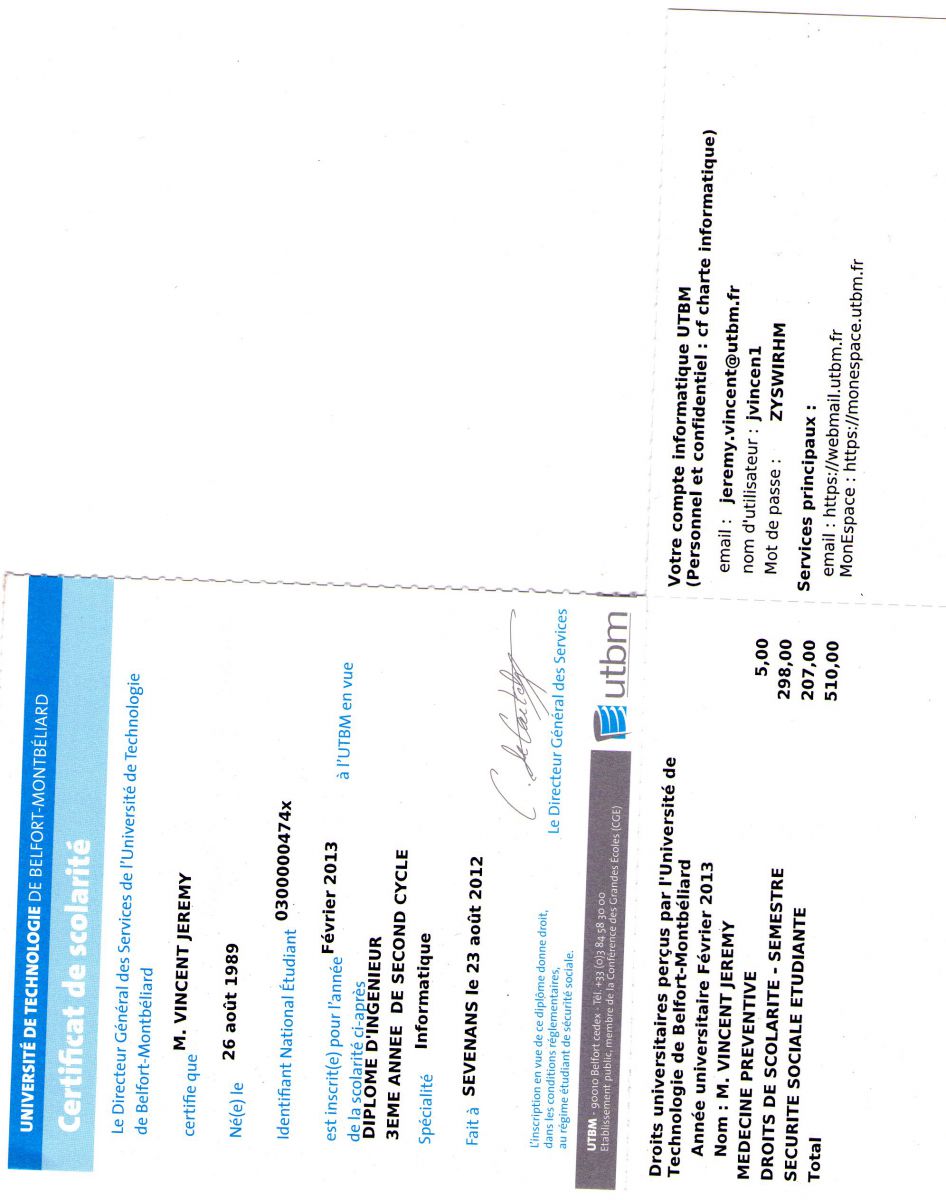 UNIVERSITÉ DE TECHNOLOGIE DE BELFORT-MONTBÉLIARD
Certificat de scolarité
Le Directeur Général des Services de l'Université de Technologie
de Belfort-Montbéliard
certifie que M. VINCENT JEREMY
Né(e) le 26 août 1989
Identifiant National Étudiant 0300000474x
est inscrit(e) pour l'année Février 2013 à l'UTBM en vue
de la scolarité ci-après
DIPLOME D'INGENIEUR
3EME ANNEE DE SECOND CYCLE
Spécialité Informatique
Fait à SEVENANS le 23 août 2012
L'inscription en vue de ce diplôme donne droit,
dans les conditions réglementaires,
au régime étudiant de sécurité sociale.
Le Directeur Général des Services
UTBM - 90010 Belfort cedex - Tél. +33 (0)3 84 58 30 00
Etablissement public, membre de la Conférence des Grandes Écoles (CGE)
utbm
Droits universitaires perçus par l'Université de
Technologie de Belfort-Montbéliard
Année universitaire Février 2013
Nom : M. VINCENT JEREMY
MEDECINE PREVENTIVE 5,00
DROITS DE SCOLARITE - SEMESTRE 298,00
SECURITE SOCIALE ETUDIANTE 207,00
Total 510,00
Votre compte informatique UTBM
(Personnel et confidentiel : cf charte informatique)
email : jeremy.vincent@utbm.fr
nom d'utilisateur : jvincen1
Mot de passe : ZYSWIRHM
Services principaux :
email : https://webmail.utbm.fr
MonEspace : https://monespace.utbm.fr